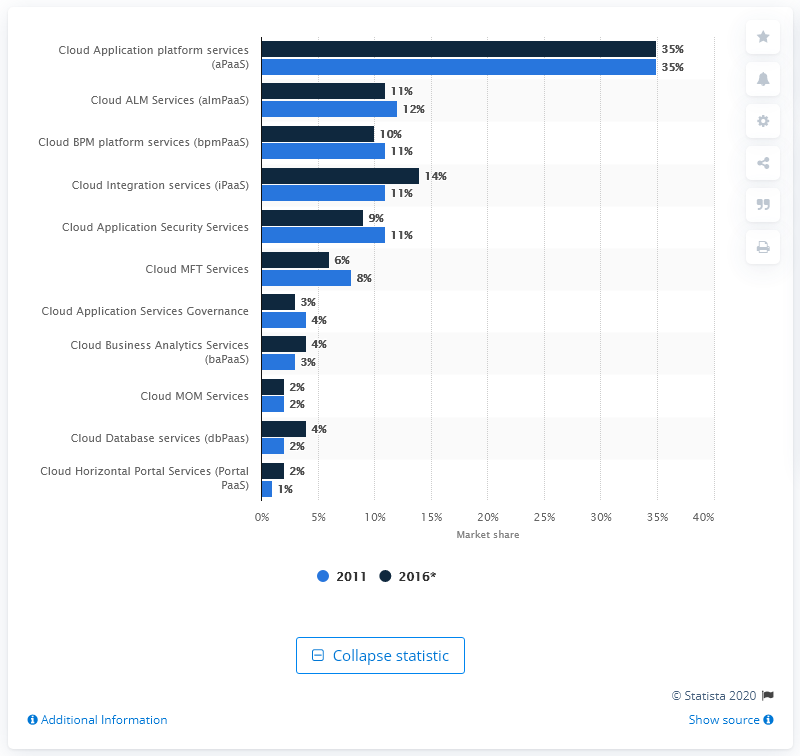 Cloud Application platform services
(aPaaS)
35%
35%
Cloud ALM Services (almPaaS)
11%
12%
Cloud BPM platform services (bpmPaaS)
10%
11%
Cloud Integration services (iPaaS)
14%
11%
Cloud Application Security Services
9%
11%
Cloud MFT Services
6%
8%
Cloud Application Services Governance
3%
4%
Cloud Business Analytics Services
(baPaaS)
4%
3%
Cloud MOM Services
2%
2%
Cloud Database services (dbPaas)
4%
2%
Cloud Horizontal Portal Services (Portal
PaaS)
2%
1%
0% 5% 10% 15% 20% 25% 30% 35% 40%
Market share
2011 2016*
Collapse statistic
© Statista 2020
Additional Information
Show source